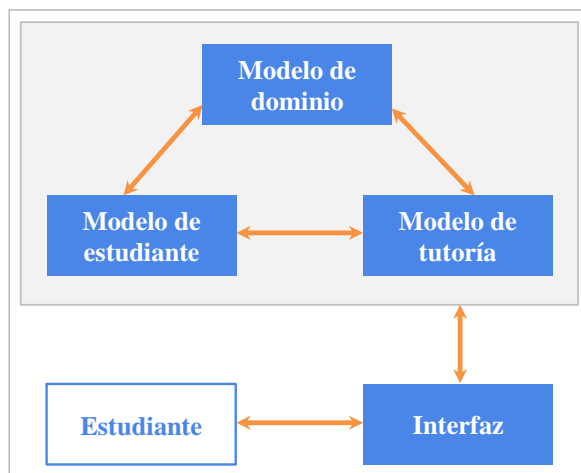 Modelo de
dominio
Modelo de
estudiante
Modelo de
tutoría
Estudiante
Interfaz